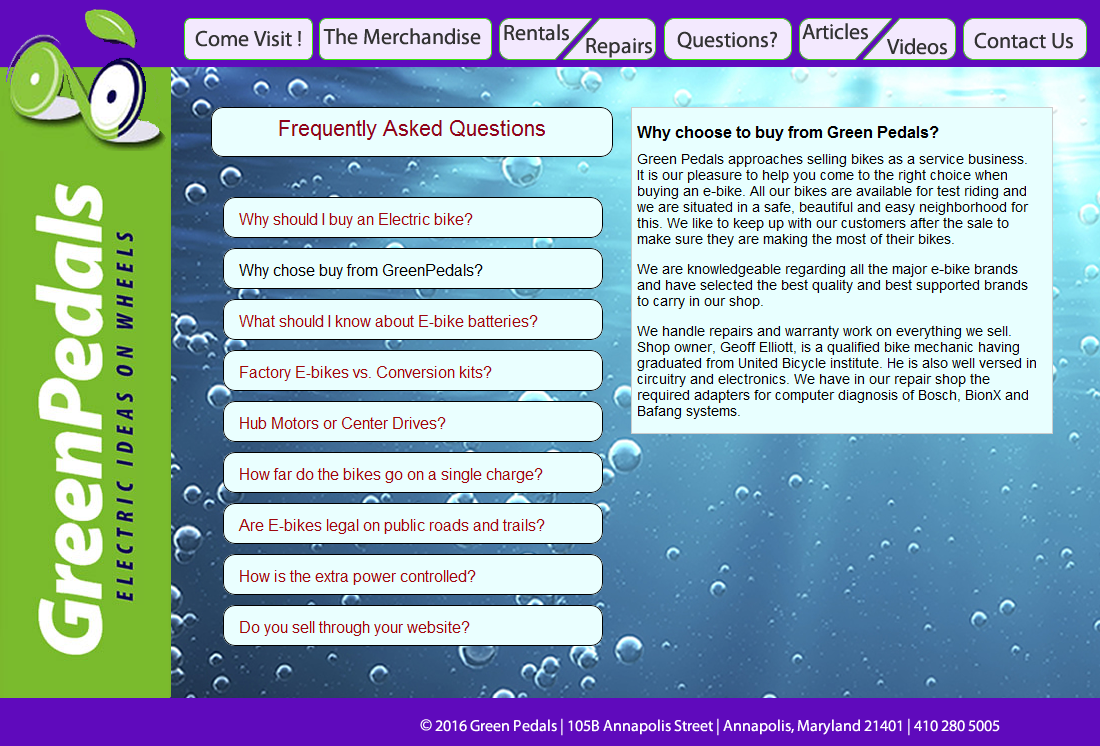 Come Visit !
The Merchandise
Rentals
Repairs
Questions?
Articles
Videos
Contact Us
GreenPedals
ELECTRIC IDEAS ON WHEELS
Frequently Asked Questions
Why should I buy an Electric bike?
Why chose buy from GreenPedals?
What should I know about E-bike batteries?
Factory E-bikes vs. Conversion kits?
Hub Motors or Center Drives?
How far do the bikes go on a single charge?
Are E-bikes legal on public roads and trails?
How is the extra power controlled?
Do you sell through your website?
Why choose to buy from Green Pedals?
Green Pedals approaches selling bikes as a service business.
It is our pleasure to help you come to the right choice when
buying an e-bike. All our bikes are available for test riding and
we are situated in a safe, beautiful and easy neighborhood for
this. We like to keep up with our customers after the sale to
make sure they are making the most of their bikes.
We are knowledgeable regarding all the major e-bike brands
and have selected the best quality and best supported brands
to carry in our shop.
We handle repairs and warranty work on everything we sell.
Shop owner, Geoff Elliott, is a qualified bike mechanic having
graduated from United Bicycle institute. He is also well versed in
circuitry and electronics. We have in our repair shop the
required adapters for computer diagnosis of Bosch, BionX and
Bafang systems.
© 2016 Green Pedals | 105B Annapolis Street | Annapolis, Maryland 21401 | 410 280 5005